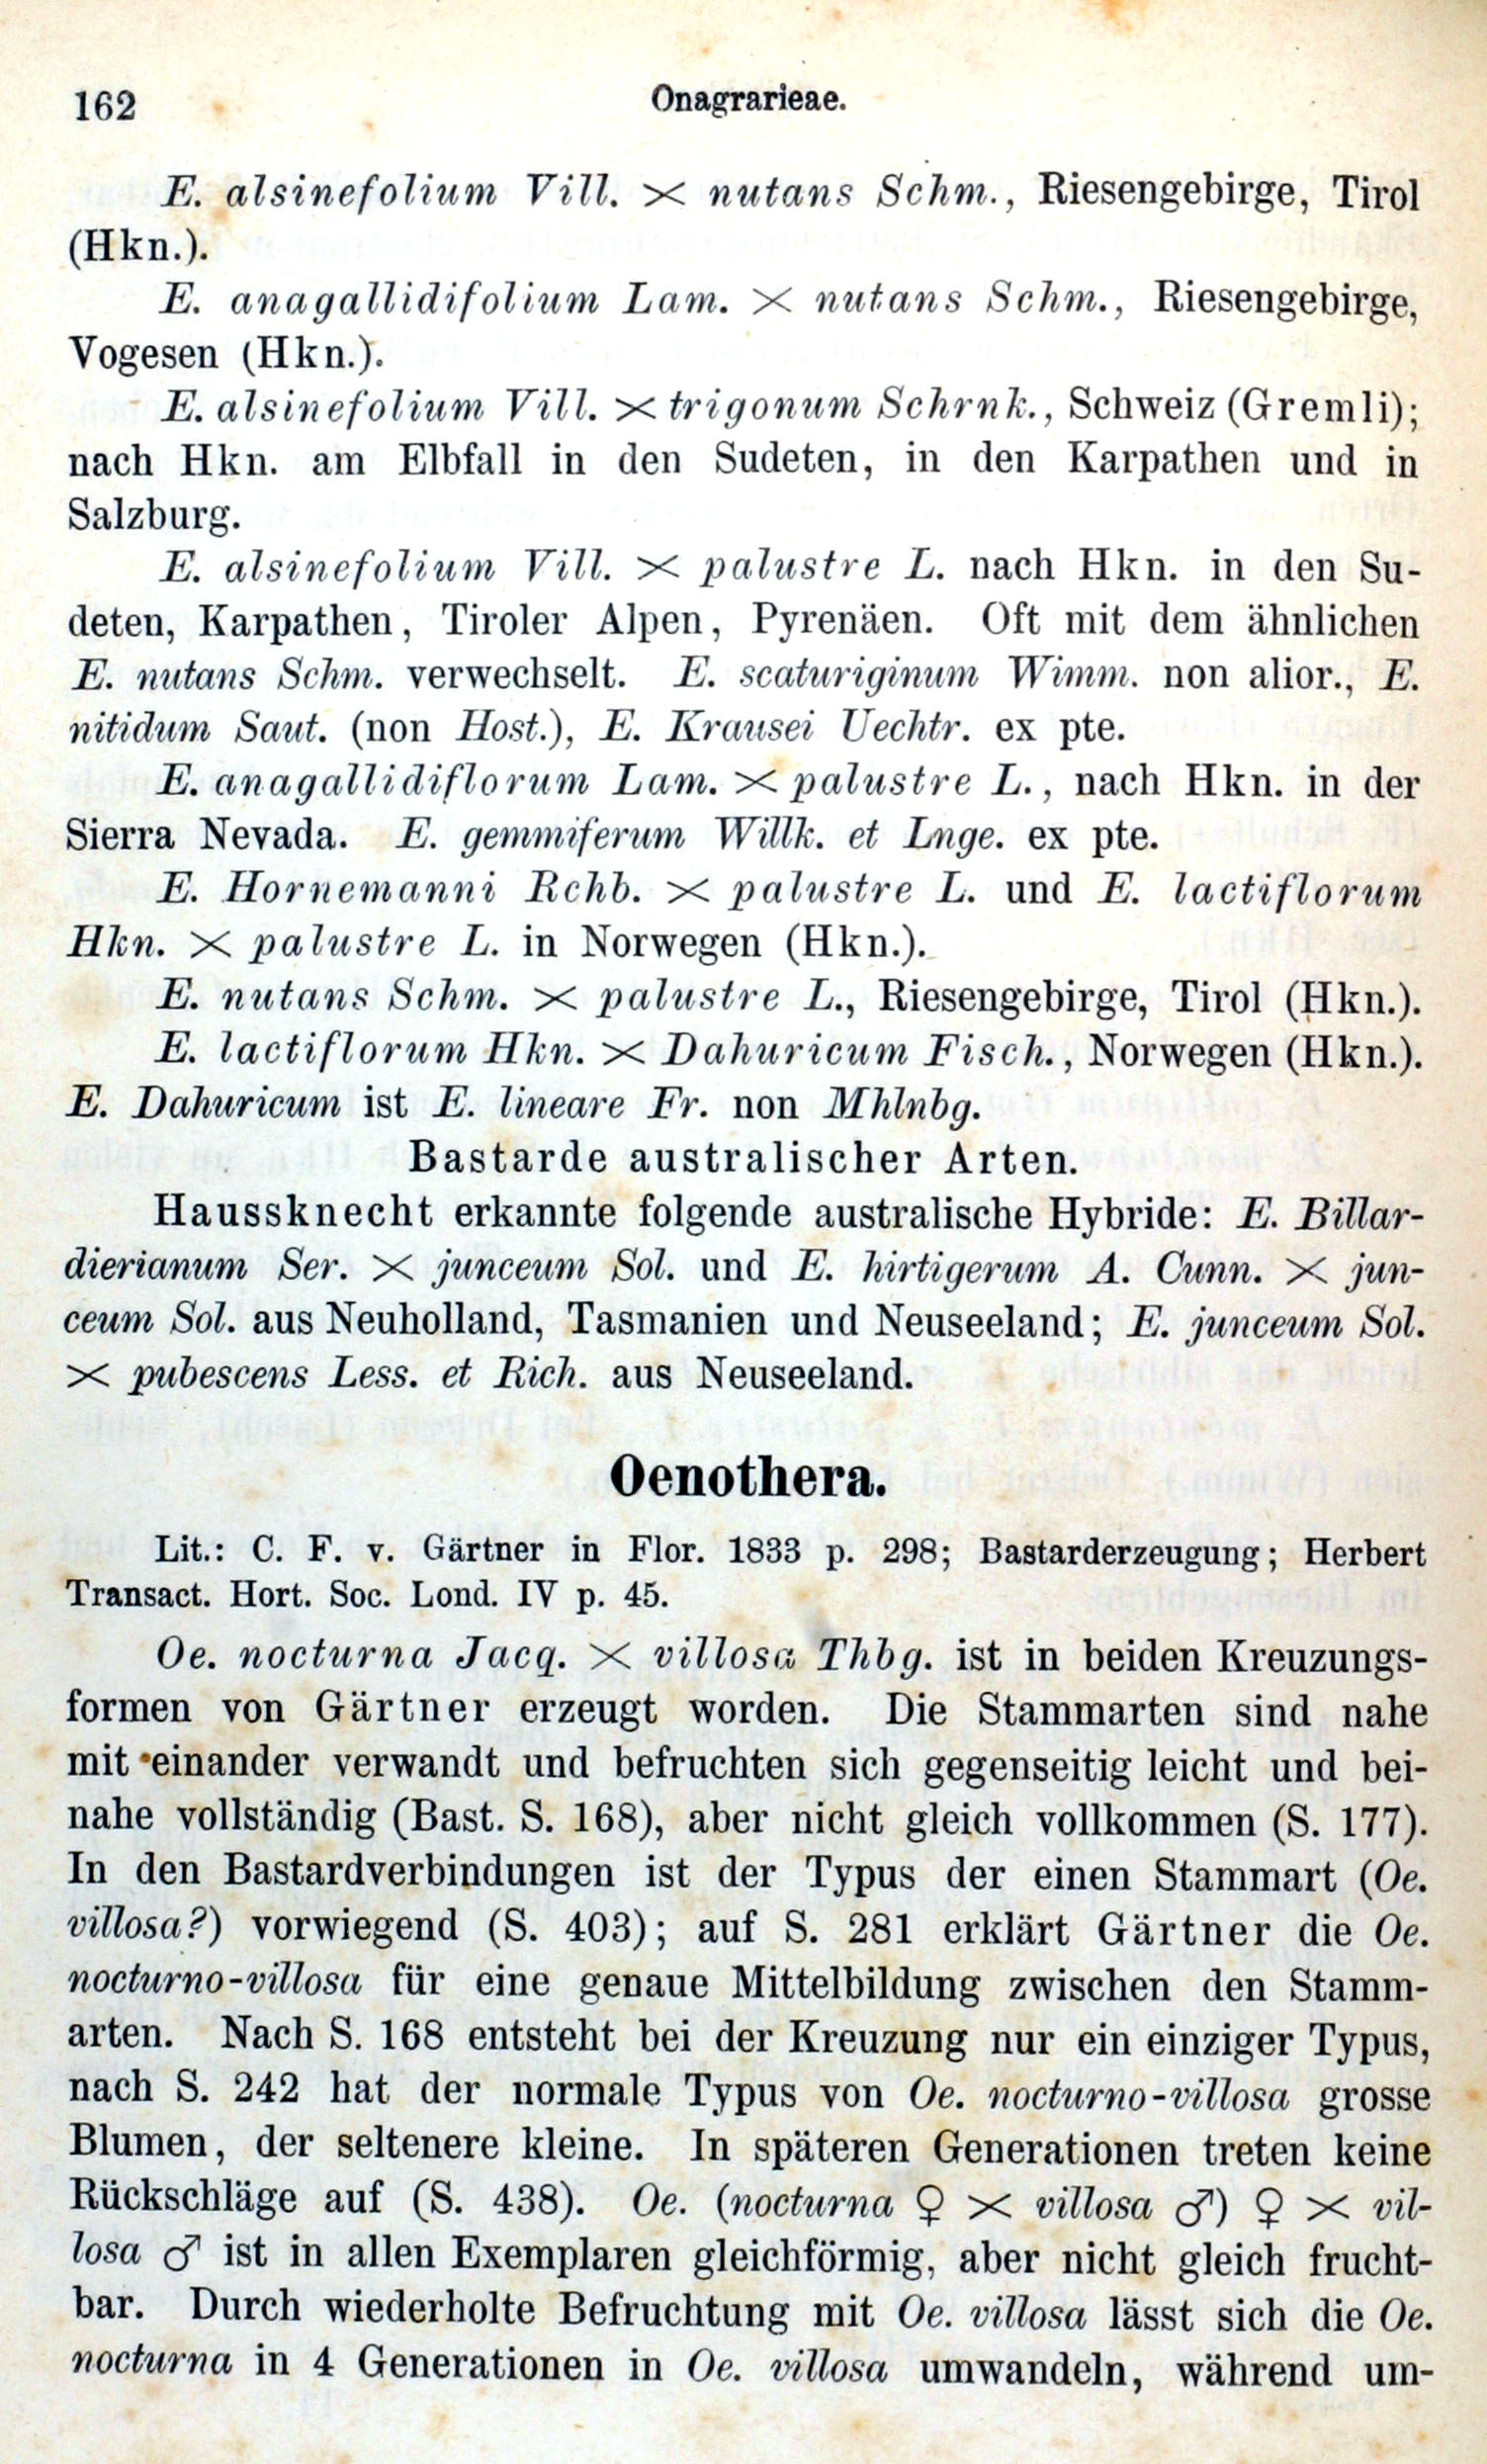 162
Onagrarieae.
E. alsinefolium Vill. × nutans Schm., Riesengebirge, Tirol
(Hkn.).
E. anagallidifolium Lam. × nutans Schm., Riesengebirge,
Vogesen (Hkn.).
E. alsinefolium Vill. × trigonum Schrnk., Schweiz (Gremli);
nach Hkn. am Elbfall in den Sudeten, in den Karpathen und in
Salzburg.
E. alsinefolium Vill. × palustre L. nach Hkn. in den Su-
deten, Karpathen, Tiroler Alpen, Pyrenäen. Oft mit dem ähnlichen
E. nutans Schm. verwechselt. E. scaturiginum Wimm. non alior., E.
nitidum Saut. (non Host.), E. Krausei Uechtr. ex pte.
E. anagallidiflorum Lam. × palustre L., nach Hkn. in der
Sierra Nevada. E. gemmiferum Willk. et Lnge. ex pte.
E. Hornemanni Rchb. × palustre L. und E. lactiflorum
Hkn. × palustre L. in Norwegen (Hkn.).
E. nutans Schm. × palustre L., Riesengebirge, Tirol (Hkn.).
E. lactiflorum Hkn. × Dahuricum Fisch., Norwegen (Hkn.).
E. Dahuricum ist E. lineare Fr. non Mhlnbg.
Bastarde australischer Arten.
Haussknecht erkannte folgende australische Hybride: E. Billar-
dierianum Ser. × junceum Sol. und E. hirtigerum A. Cunn. × jun-
ceum Sol. aus Neuholland, Tasmanien und Neuseeland; E. junceum Sol.
× pubescens Less. et Rich. aus Neuseeland.
Oenothera.
Lit.: C. F. v. Gärtner in Flor. 1833 p. 298; Bastarderzeugung; Herbert
Transact. Hort. Soc. Lond. IV p. 45.
Oe. nocturna Jacq. × villosa Thbg. ist in beiden Kreuzungs-
formen von Gärtner erzeugt worden. Die Stammarten sind nahe
mit einander verwandt und befruchten sich gegenseitig leicht und bei-
nahe vollständig (Bast. S. 168), aber nicht gleich vollkommen (S. 177).
In den Bastardverbindungen ist der Typus der einen Stammart (Oe.
villosa?) vorwiegend (S. 403); auf S. 281 erklärt Gärtner die Oe.
nocturno-villosa für eine genaue Mittelbildung zwischen den Stamm-
arten. Nach S. 168 entsteht bei der Kreuzung nur ein einziger Typus,
nach S. 242 hat der normale Typus von Oe. nocturno-villosa grosse
Blumen, der seltenere kleine. In späteren Generationen treten keine
Rückschläge auf (S. 438). Oe. (nocturna ♀ × villosa ♂) ♀ × vil-
losa ♂ ist in allen Exemplaren gleichförmig, aber nicht gleich frucht-
bar. Durch wiederholte Befruchtung mit Oe. villosa lässt sich die Oe.
nocturna in 4 Generationen in Oe. villosa umwandeln, während um-